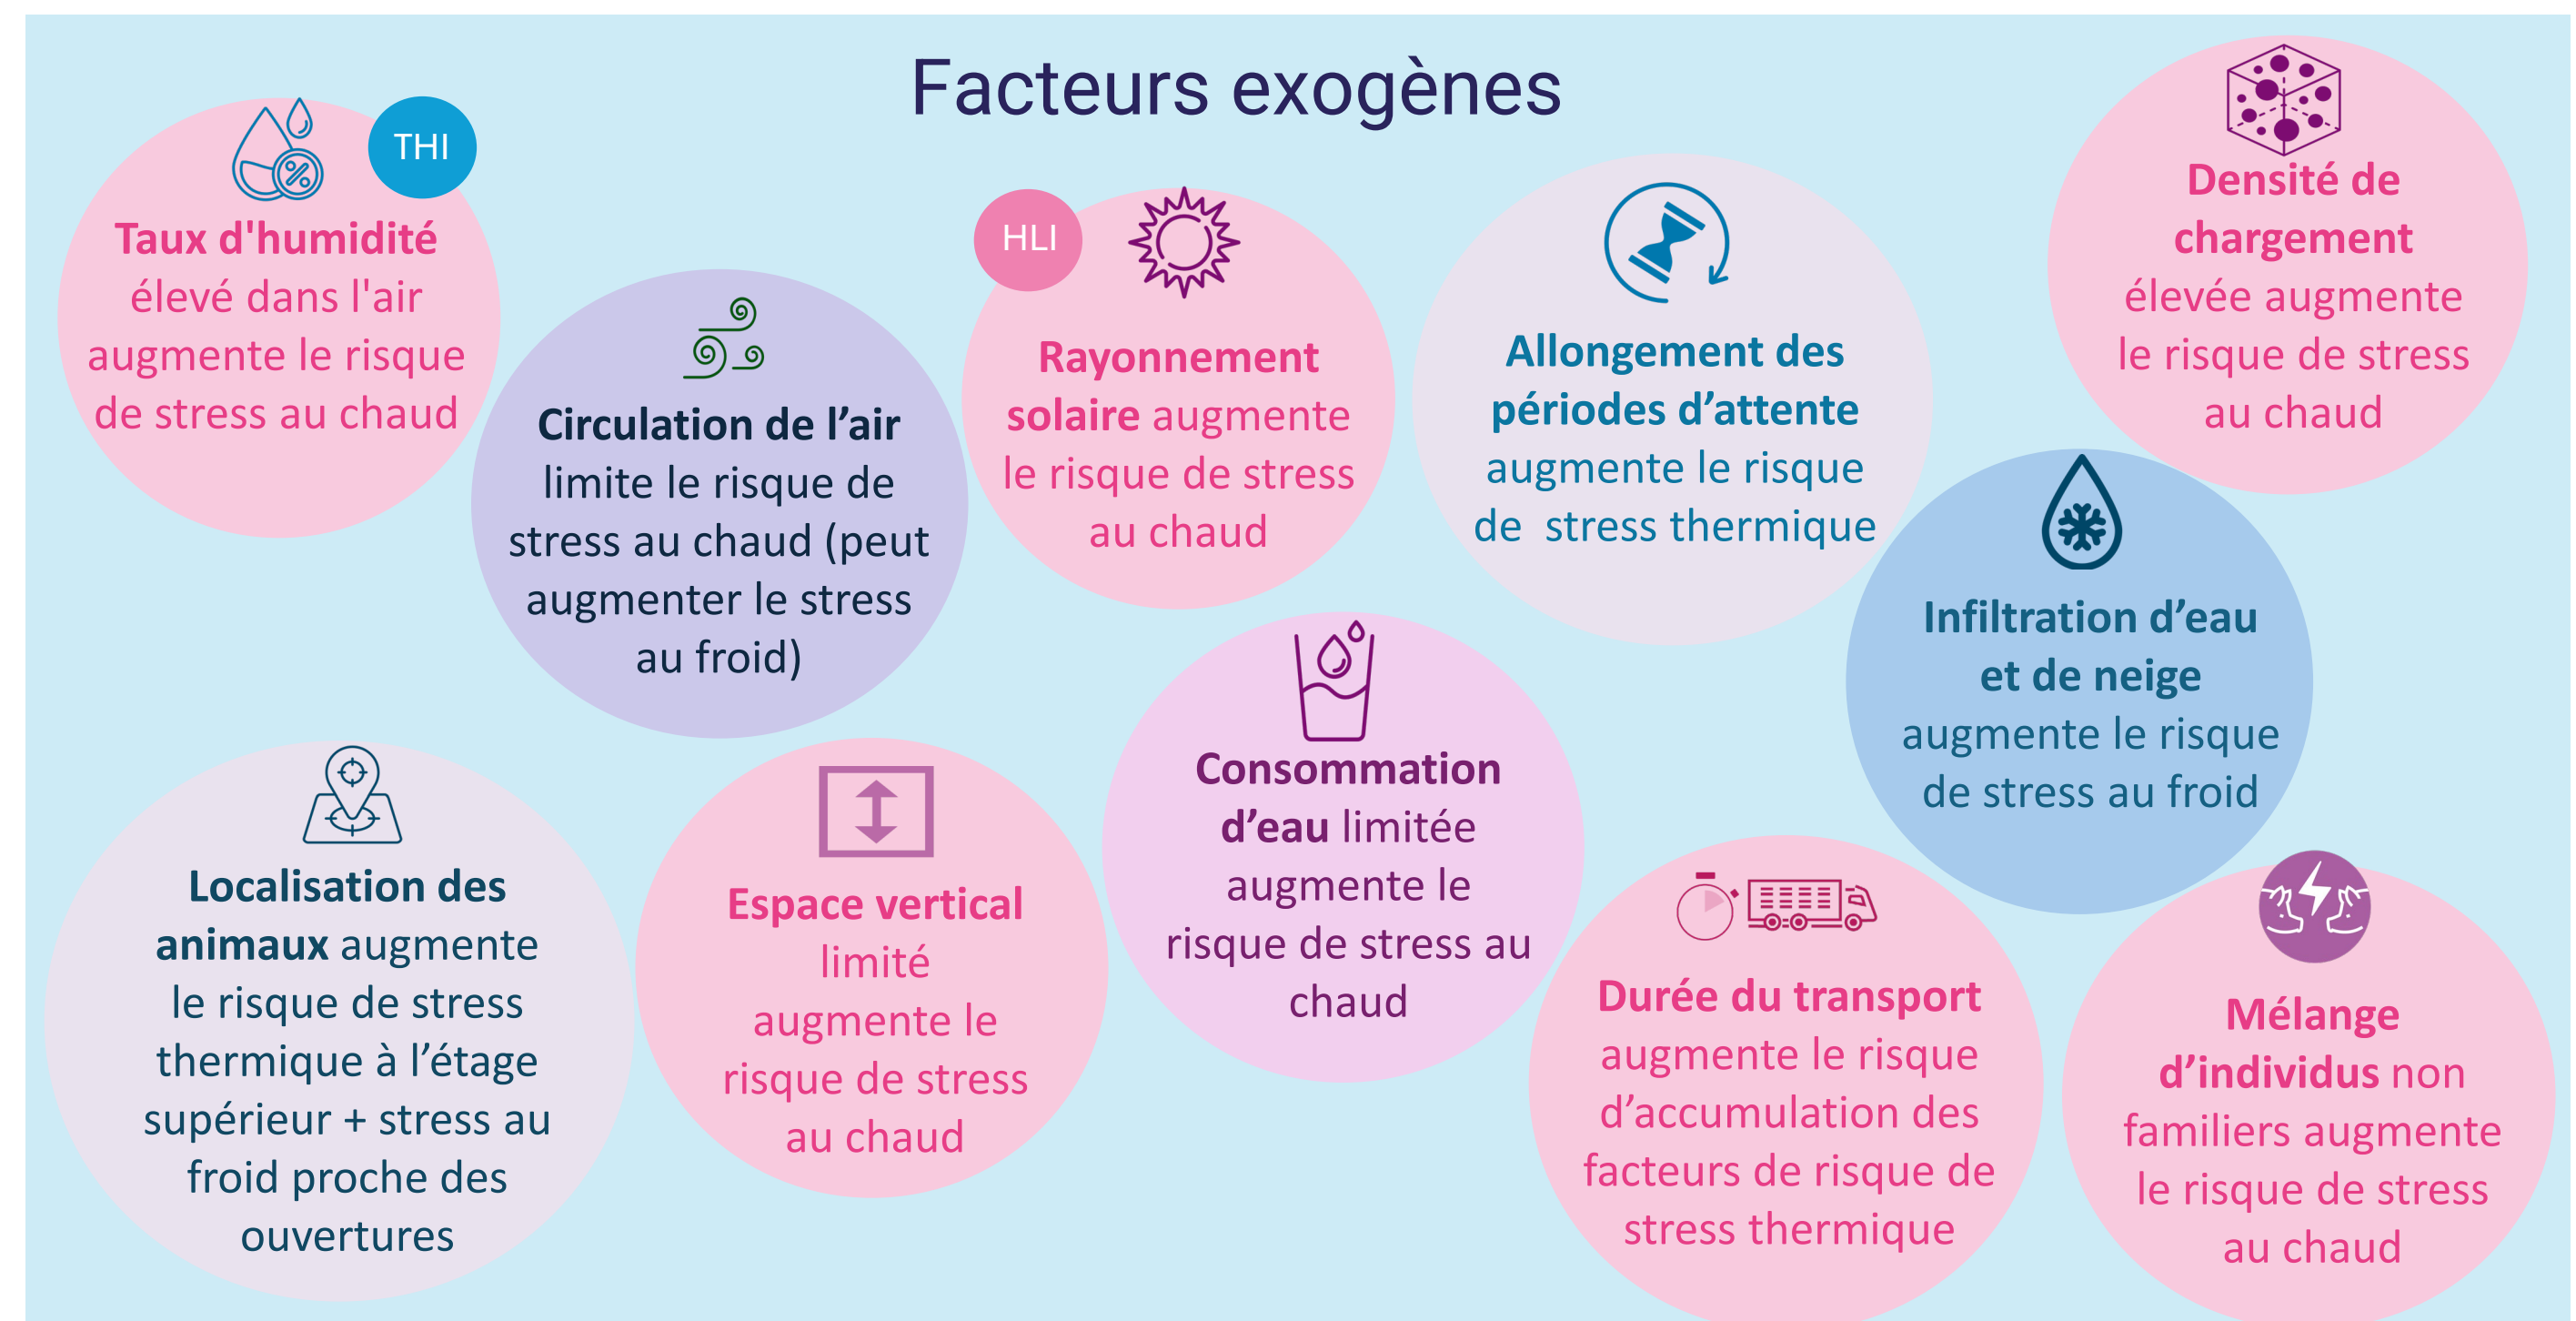 Facteurs exogènes
THI
Taux d'humidité
élevé dans l'air
augmente le risque
de stress au chaud
Circulation de l’air
limite le risque de
stress au chaud (peut
augmenter le stress
au froid)
HLI
Rayonnement
solaire augmente
le risque de stress
au chaud
Allongement des
périodes d’attente
augmente le risque
de  stress thermique
Densité de
chargement
élevée augmente
le risque de stress
au chaud
Infiltration d’eau
et de neige
augmente le risque
de stress au froid
Localisation des
animaux augmente
le risque de stress
thermique à l’étage
supérieur + stress au
froid proche des
ouvertures
Espace vertical
limité
augmente le
risque de stress
au chaud
Consommation
d’eau limitée
augmente le
risque de stress au
chaud
Durée du transport
augmente le risque
d’accumulation des
facteurs de risque de
stress thermique
Mélange
d’individus non
familiers augmente
le risque de stress
au chaud